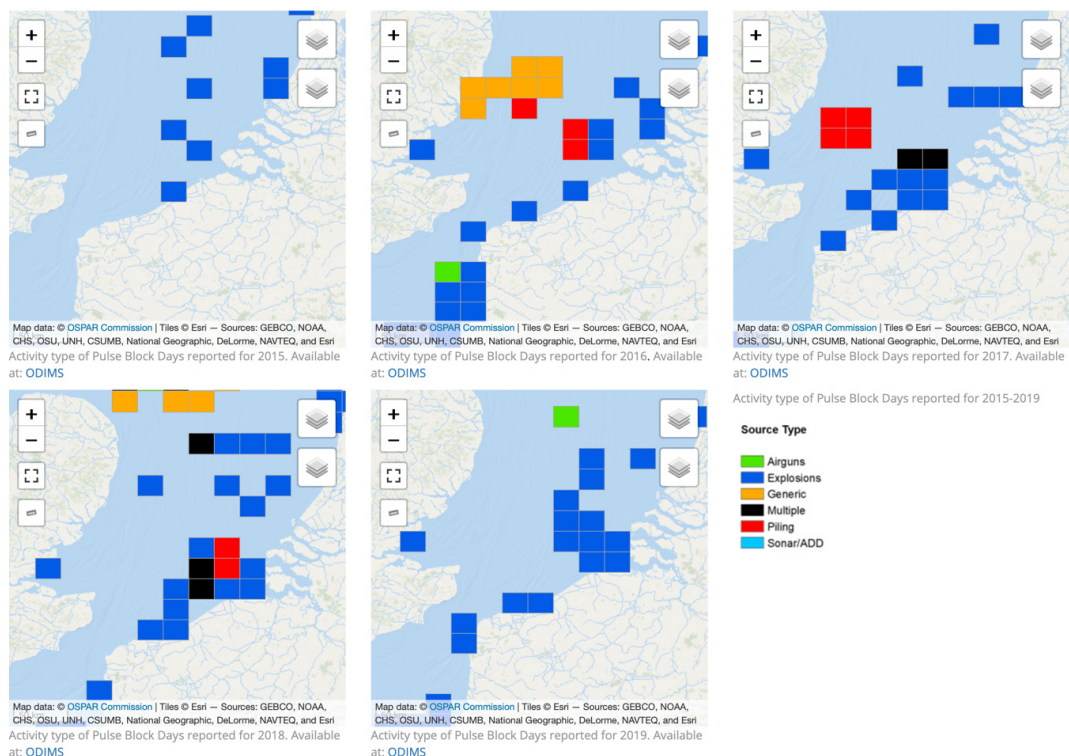 +
−
Map data: © OSPAR Commission | Tiles © Esri — Sources: GEBCO, NOAA,
CHS, OSU, UNH, CSUMB, National Geographic, DeLorme, NAVTEQ, and Esri
Activity type of Pulse Block Days reported for 2015. Available
at: ODIMS
+
−
Map data: © OSPAR Commission | Tiles © Esri — Sources: GEBCO, NOAA,
CHS, OSU, UNH, CSUMB, National Geographic, DeLorme, NAVTEQ, and Esri
Activity type of Pulse Block Days reported for 2016. Available
at: ODIMS
+
−
Map data: © OSPAR Commission | Tiles © Esri — Sources: GEBCO, NOAA,
CHS, OSU, UNH, CSUMB, National Geographic, DeLorme, NAVTEQ, and Esri
Activity type of Pulse Block Days reported for 2017. Available
at: ODIMS
+
−
Map data: © OSPAR Commission | Tiles © Esri — Sources: GEBCO, NOAA,
CHS, OSU, UNH, CSUMB, National Geographic, DeLorme, NAVTEQ, and Esri
Activity type of Pulse Block Days reported for 2018. Available
at: ODIMS
+
−
Map data: © OSPAR Commission | Tiles © Esri — Sources: GEBCO, NOAA,
CHS, OSU, UNH, CSUMB, National Geographic, DeLorme, NAVTEQ, and Esri
Activity type of Pulse Block Days reported for 2019. Available
at: ODIMS
Activity type of Pulse Block Days reported for 2015-2019
Source Type
Airguns
Explosions
Generic
Multiple
Piling
Sonar/ADD